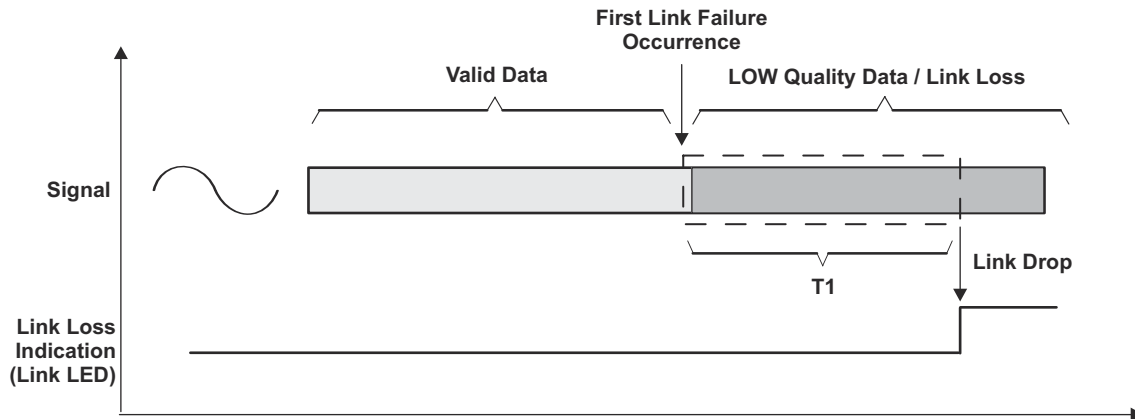 First Link Failure
Occurrence
Valid Data
LOW Quality Data / Link Loss
Signal
T1
Link Drop
Link Loss
Indication
(Link LED)